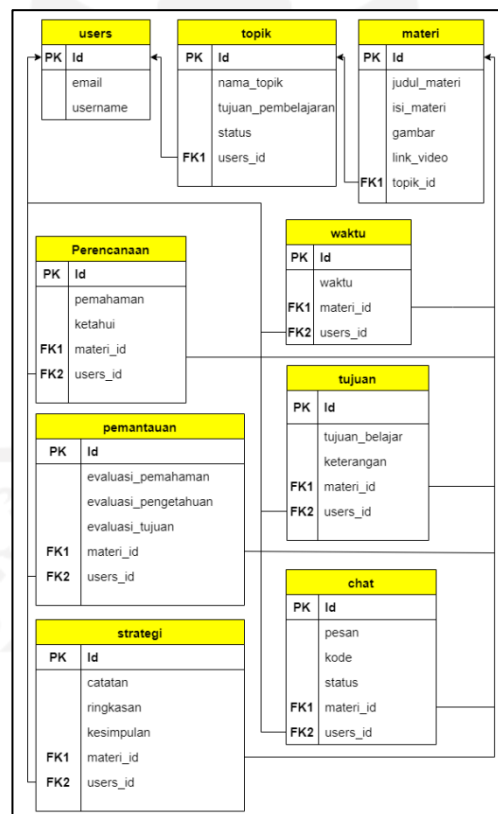 users
PK Id
email
username
topik
PK Id
nama_topik
tujuan_pembelajaran
status
FK1 users_id
materi
PK Id
judul_materi
isi_materi
gambar
link_video
FK1 topik_id
Perencanaan
PK Id
pemahaman
ketahui
FK1 materi_id
FK2 users_id
waktu
PK Id
waktu
FK1 materi_id
FK2 users_id
pemantauan
PK Id
evaluasi_pemahaman
evaluasi_pengetahuan
evaluasi_tujuan
FK1 materi_id
FK2 users_id
tujuan
PK Id
tujuan_belajar
keterangan
FK1 materi_id
FK2 users_id
strategi
PK Id
catatan
ringkasan
kesimpulan
FK1 materi_id
FK2 users_id
chat
PK Id
pesan
kode
status
FK1 materi_id
FK2 users_id